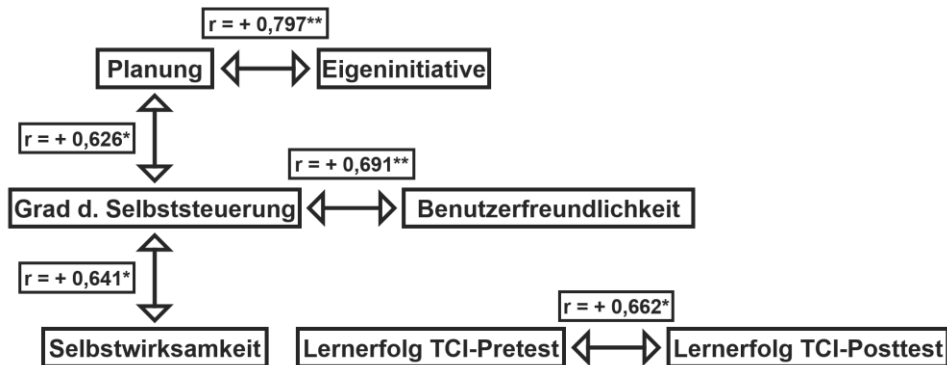 r = + 0,797**
Planung
Eigeninitiative
r = + 0,626*
r = + 0,691**
Grad d. Selbststeuerung
Benutzerfreundlichkeit
r = + 0,641*
r = + 0,662*
Selbstwirksamkeit
Lernerfolg TCI-Pretest
Lernerfolg TCI-Posttest